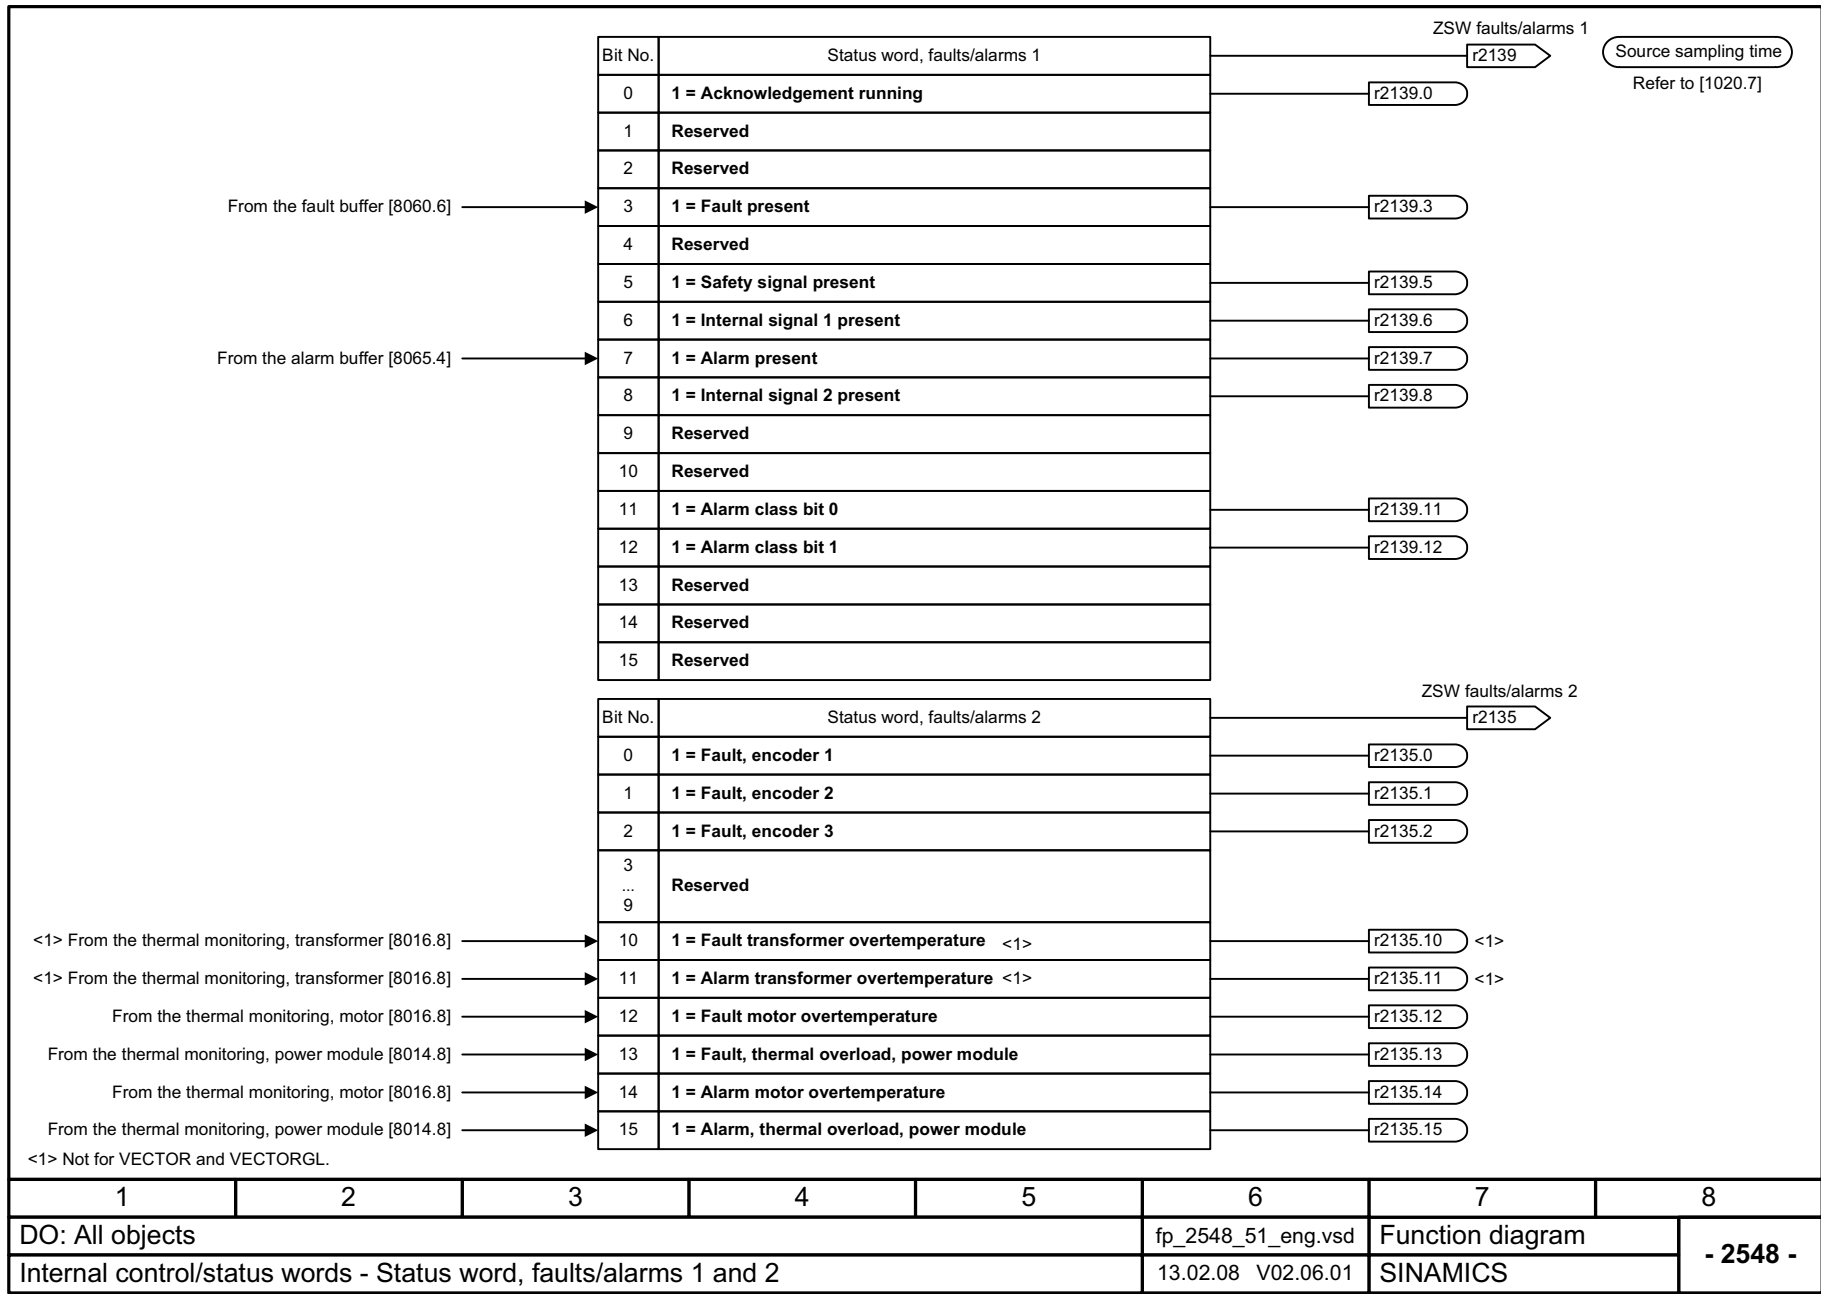 ZSW faults/alarms 1
Bit No. Status word, faults/alarms 1 r2139 Source sampling time
Refer to [1020.7]
0 1 = Acknowledgement running r2139.0
1 Reserved
2 Reserved
From the fault buffer [8060.6] 3 1 = Fault present r2139.3
4 Reserved
5 1 = Safety signal present r2139.5
6 1 = Internal signal 1 present r2139.6
From the alarm buffer [8065.4] 7 1 = Alarm present r2139.7
8 1 = Internal signal 2 present r2139.8
9 Reserved
10 Reserved
11 1 = Alarm class bit 0 r2139.11
12 1 = Alarm class bit 1 r2139.12
13 Reserved
14 Reserved
15 Reserved
ZSW faults/alarms 2
Bit No. Status word, faults/alarms 2 r2135
0 1 = Fault, encoder 1 r2135.0
1 1 = Fault, encoder 2 r2135.1
2 1 = Fault, encoder 3 r2135.2
3
... Reserved
9
<1> From the thermal monitoring, transformer [8016.8] 10 1 = Fault transformer overtemperature <1> r2135.10 <1>
<1> From the thermal monitoring, transformer [8016.8] 11 1 = Alarm transformer overtemperature <1> r2135.11 <1>
From the thermal monitoring, motor [8016.8] 12 1 = Fault motor overtemperature r2135.12
From the thermal monitoring, power module [8014.8] 13 1 = Fault, thermal overload, power module r2135.13
From the thermal monitoring, motor [8016.8] 14 1 = Alarm motor overtemperature r2135.14
From the thermal monitoring, power module [8014.8] 15 1 = Alarm, thermal overload, power module r2135.15
<1> Not for VECTOR and VECTORGL.
1 2 3 4 5 6 7 8
DO: All objects fp_2548_51_eng.vsd Function diagram - 2548 -
Internal control/status words - Status word, faults/alarms 1 and 2 13.02.08 V02.06.01 SINAMICS